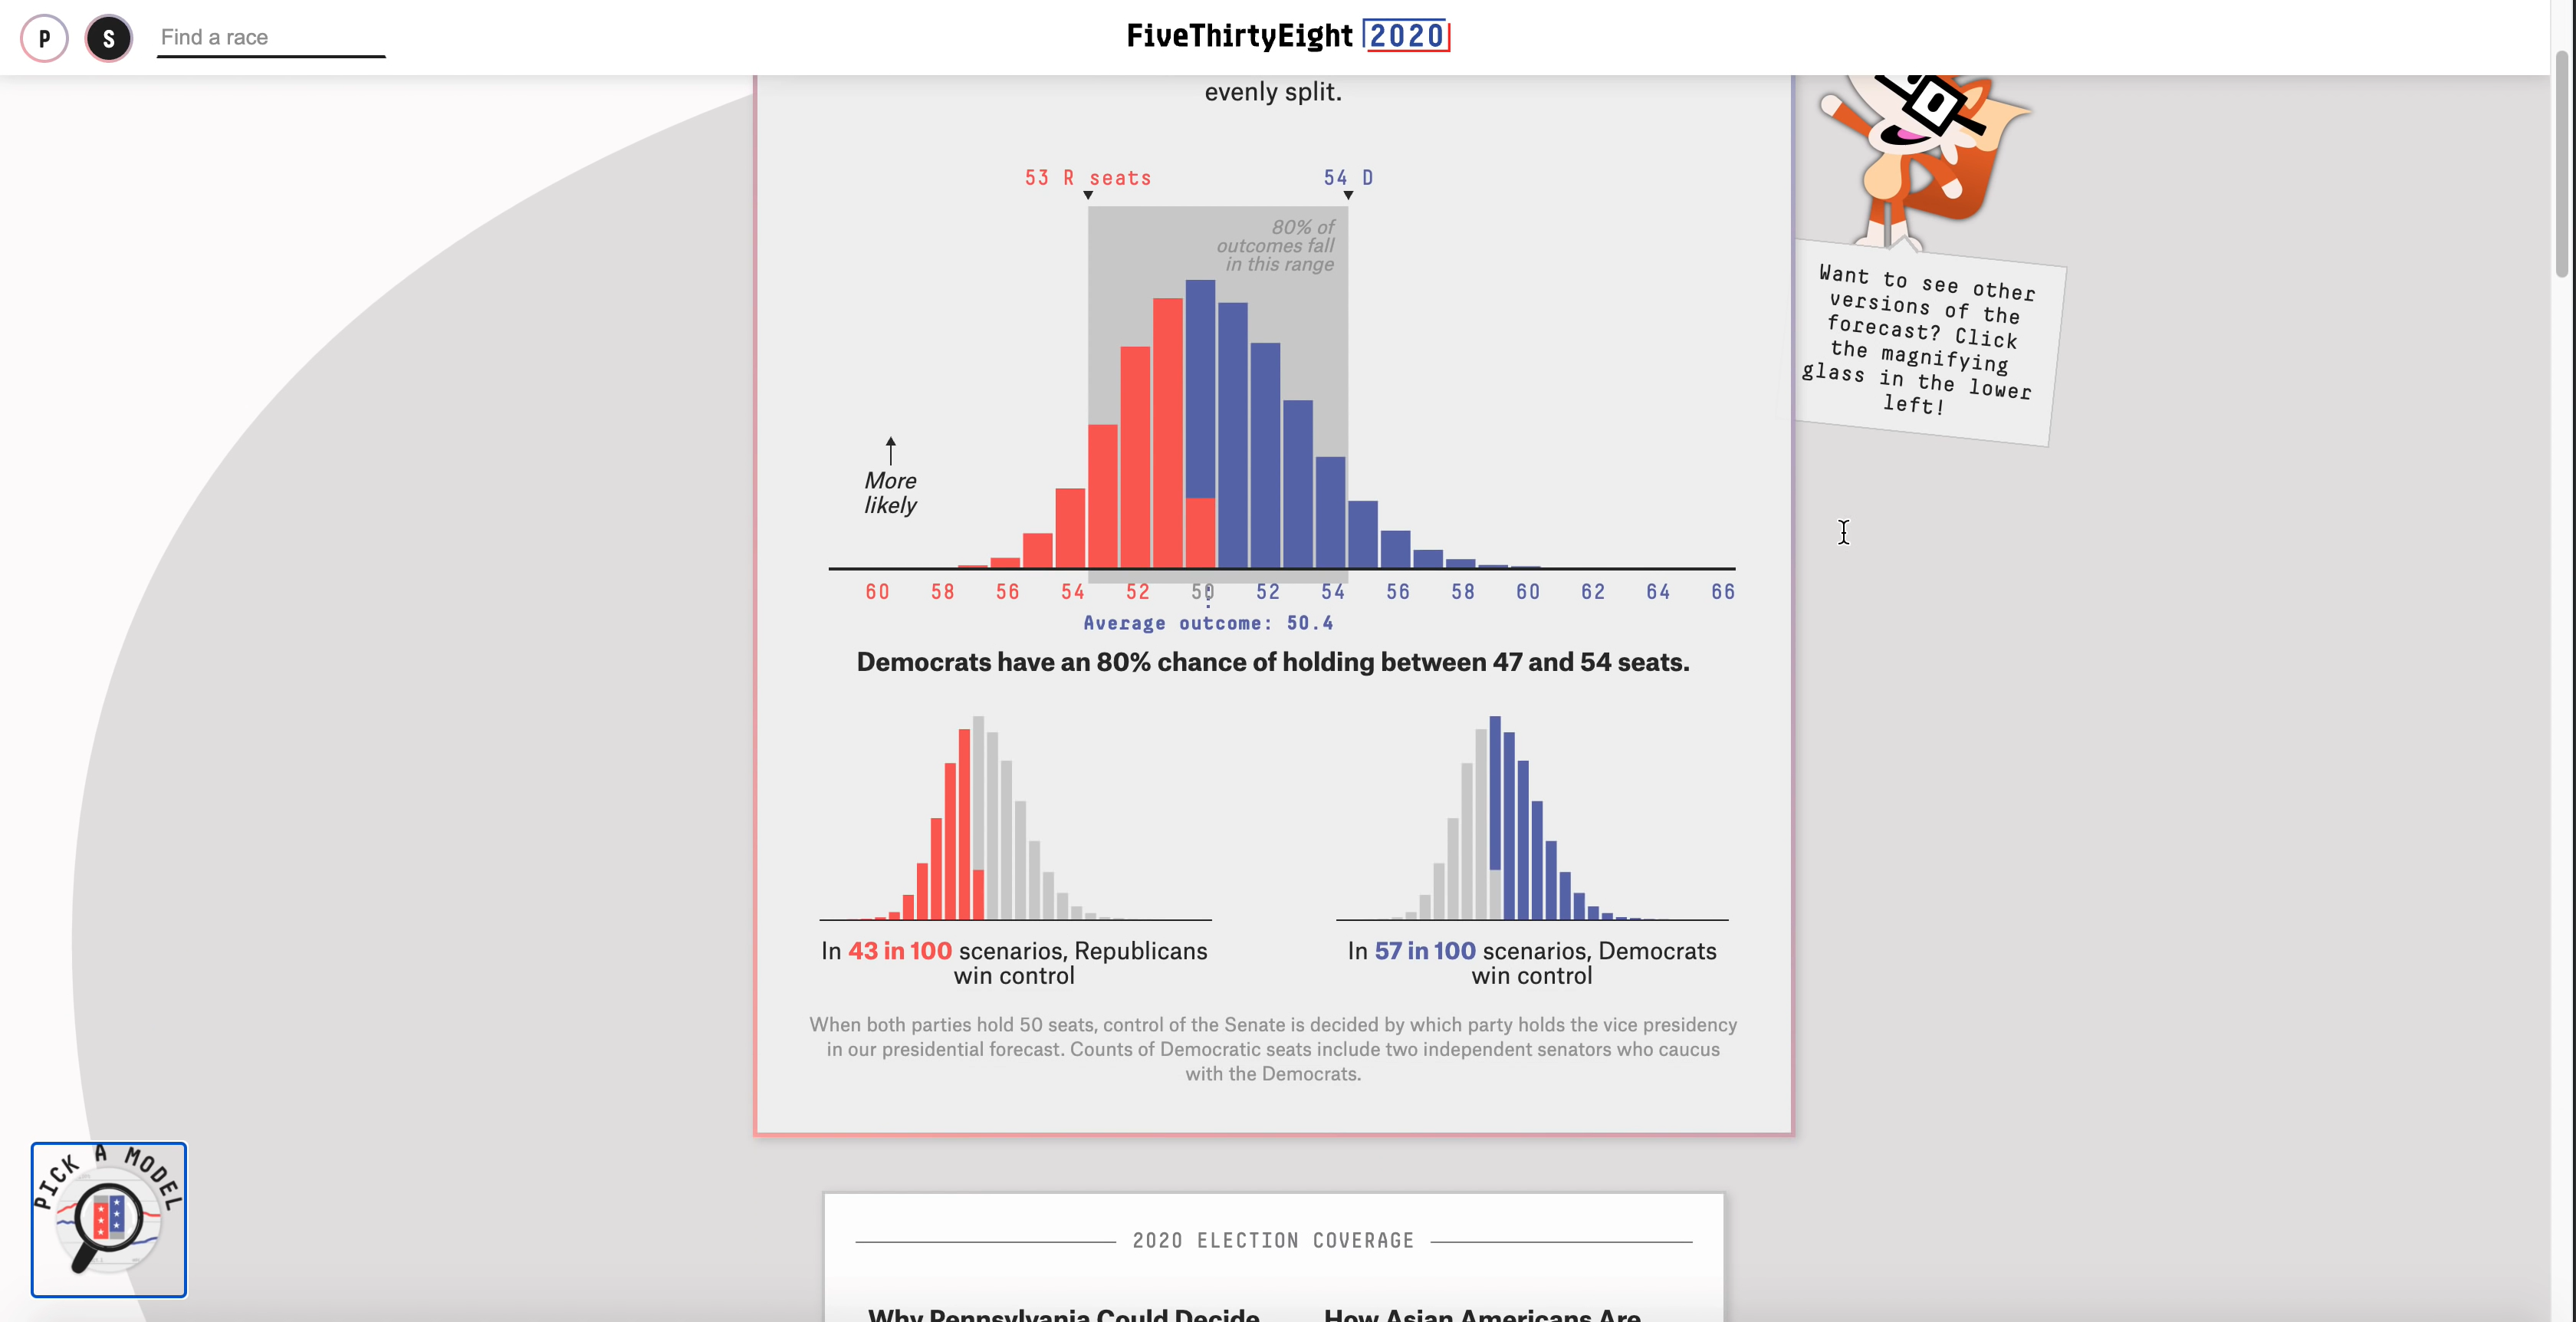 P
S
Find a race
FiveThirtyEight 2020
evenly split.
53 R seats
54 D
80% of
outcomes fall
in this range
More
likely
60 58 56 54 52 50 52 54 56 58 60 62 64 66
Average outcome: 50.4
Democrats have an 80% chance of holding between 47 and 54 seats.
In 43 in 100 scenarios, Republicans
win control
In 57 in 100 scenarios, Democrats
win control
When both parties hold 50 seats, control of the Senate is decided by which party holds the vice presidency
in our presidential forecast. Counts of Democratic seats include two independent senators who caucus
with the Democrats.
Want to see other
versions of the
forecast? Click
the magnifying
glass in the lower
left!
PICK A MODEL
2020 ELECTION COVERAGE
Why Pennsylvania Could Decide
How Asian Americans Are